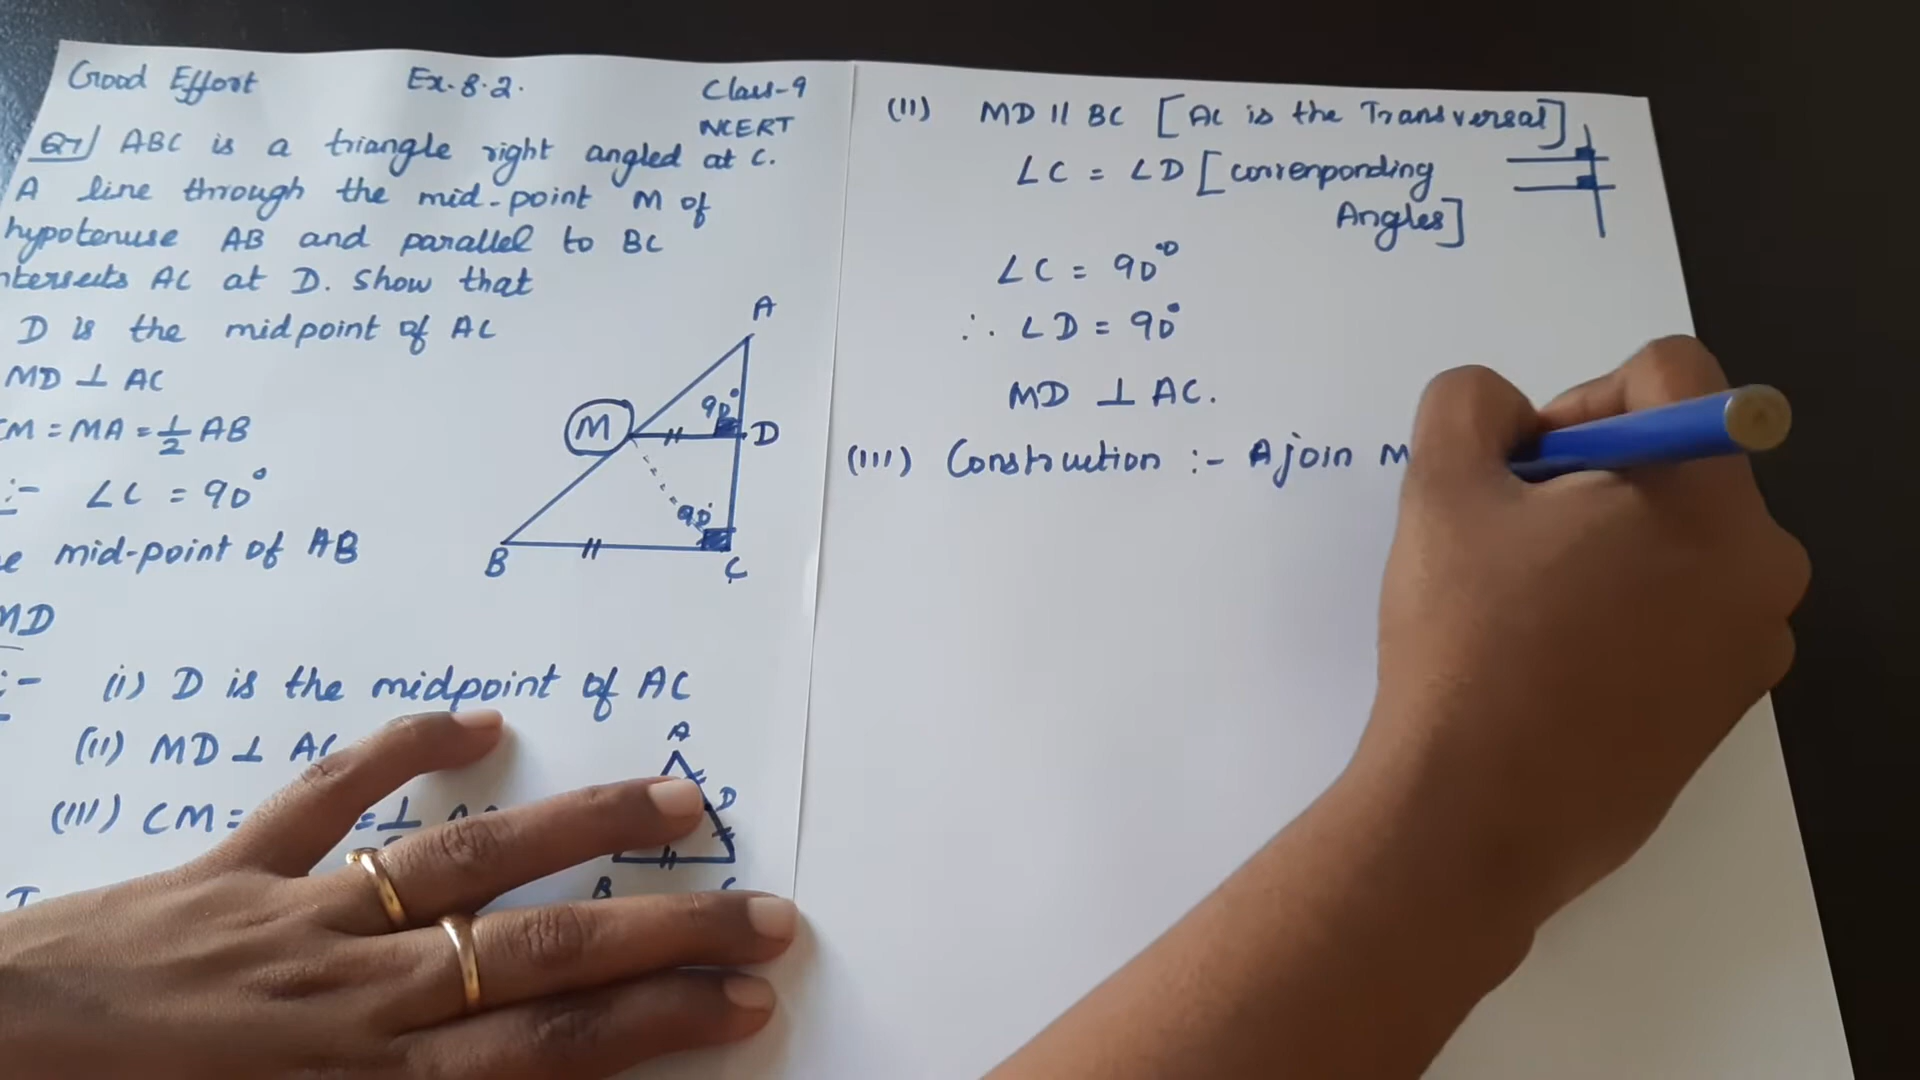 Good Effort Ex. 8.2. Class-9
NCERT
Q7/ ABC is a triangle right angled at C.
A line through the mid-point M of
hypotenuse AB and parallel to BC
ntersects AC at D. Show that
D is the midpoint of AC
MD ⊥ AC
CM = MA = 1/2 AB
:- ∠C = 90°
mid-point of AB
MD
:- (i) D is the midpoint of AC
(ii) MD ⊥ AC
(iii) CM =
A
M
90°
D
90°
B
C
A
D
B
(ii) MD || BC [AC is the Transversal]
∠C = ∠D [corresponding
Angles]
∠C = 90°
∴ ∠D = 90°
MD ⊥ AC.
(iii) Construction :- join M